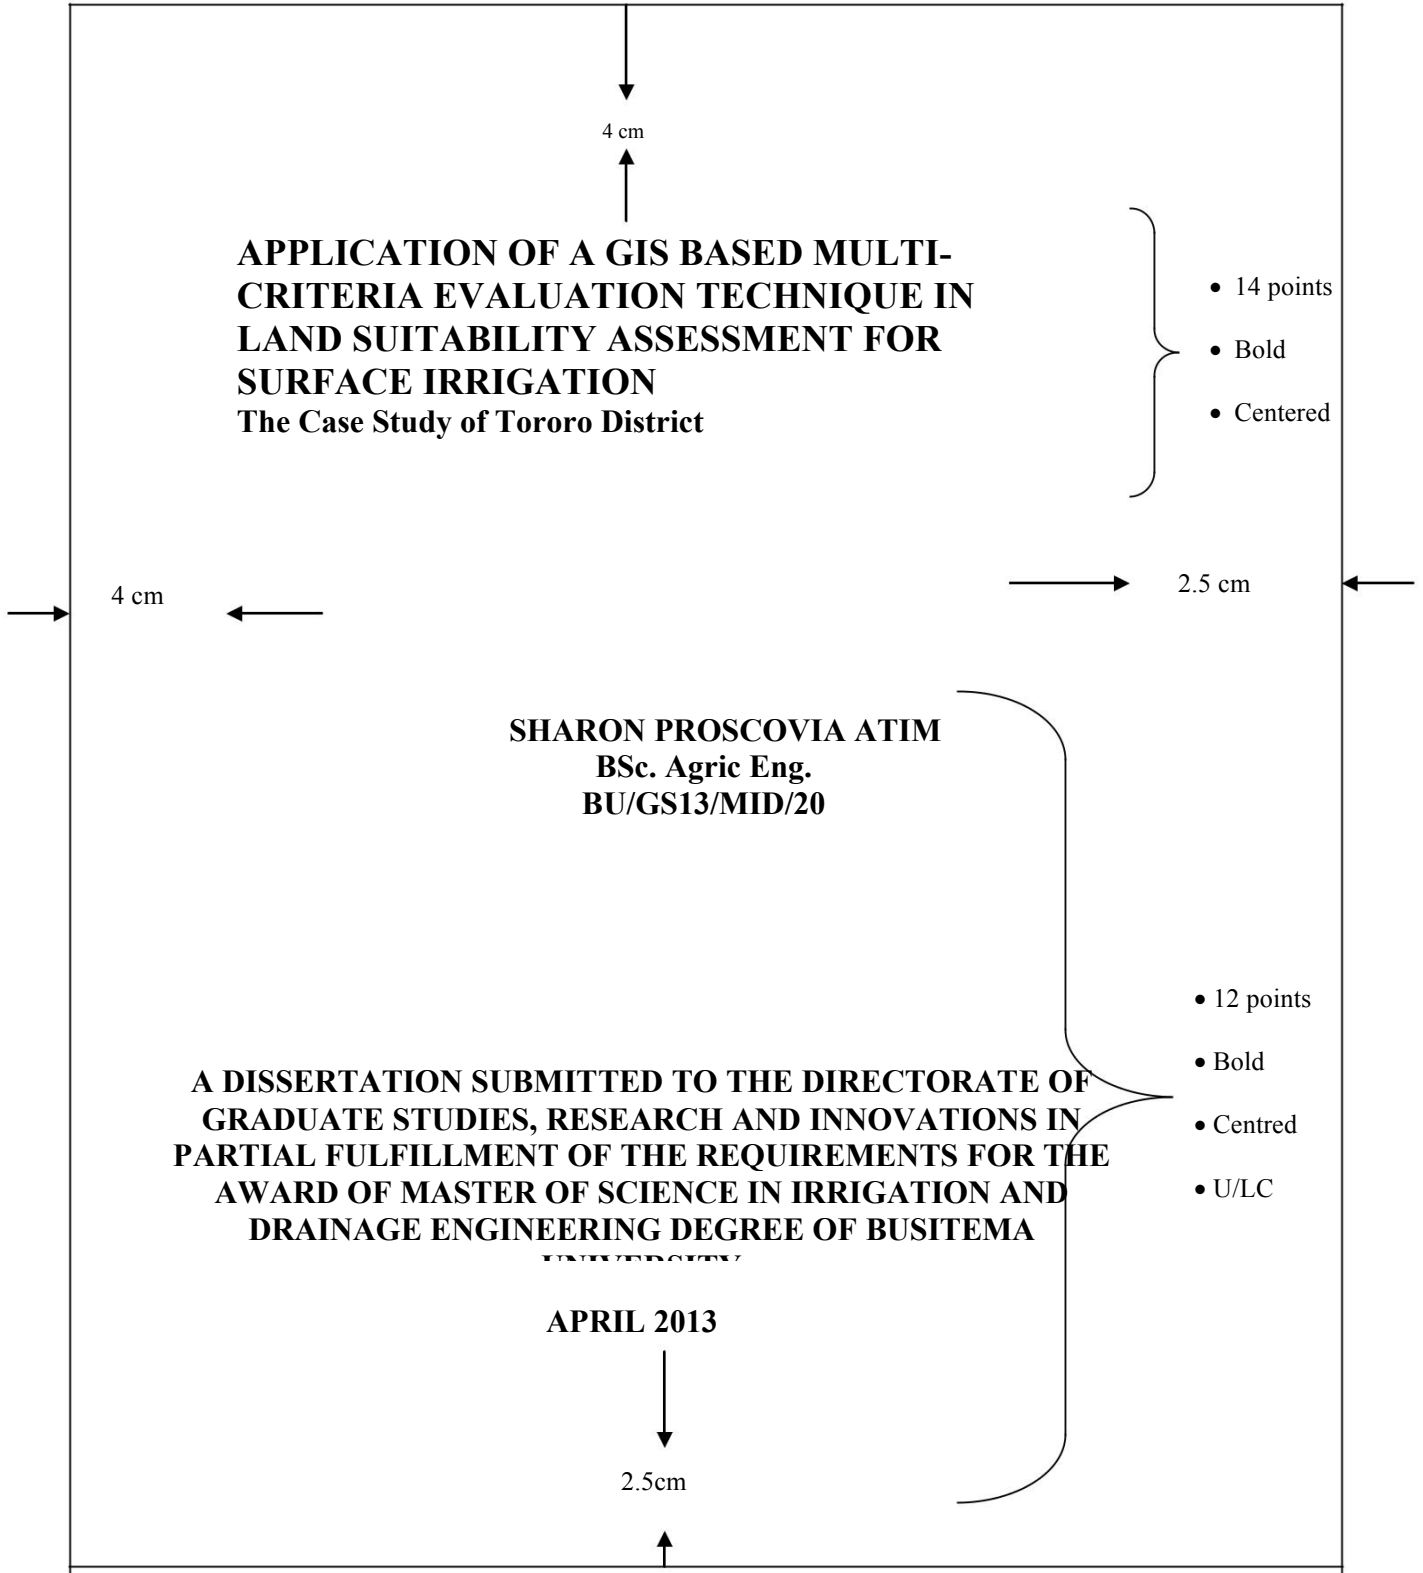 4 cm
APPLICATION OF A GIS BASED MULTI-
CRITERIA EVALUATION TECHNIQUE IN
LAND SUITABILITY ASSESSMENT FOR
SURFACE IRRIGATION
The Case Study of Tororo District
• 14 points
• Bold
• Centered
4 cm
2.5 cm
SHARON PROSCOVIA ATIM
BSc. Agric Eng.
BU/GS13/MID/20
A DISSERTATION SUBMITTED TO THE DIRECTORATE OF
GRADUATE STUDIES, RESEARCH AND INNOVATIONS IN
PARTIAL FULFILLMENT OF THE REQUIREMENTS FOR THE
AWARD OF MASTER OF SCIENCE IN IRRIGATION AND
DRAINAGE ENGINEERING DEGREE OF BUSITEMA
UNIVERSITY
• 12 points
• Bold
• Centred
• U/LC
APRIL 2013
2.5cm